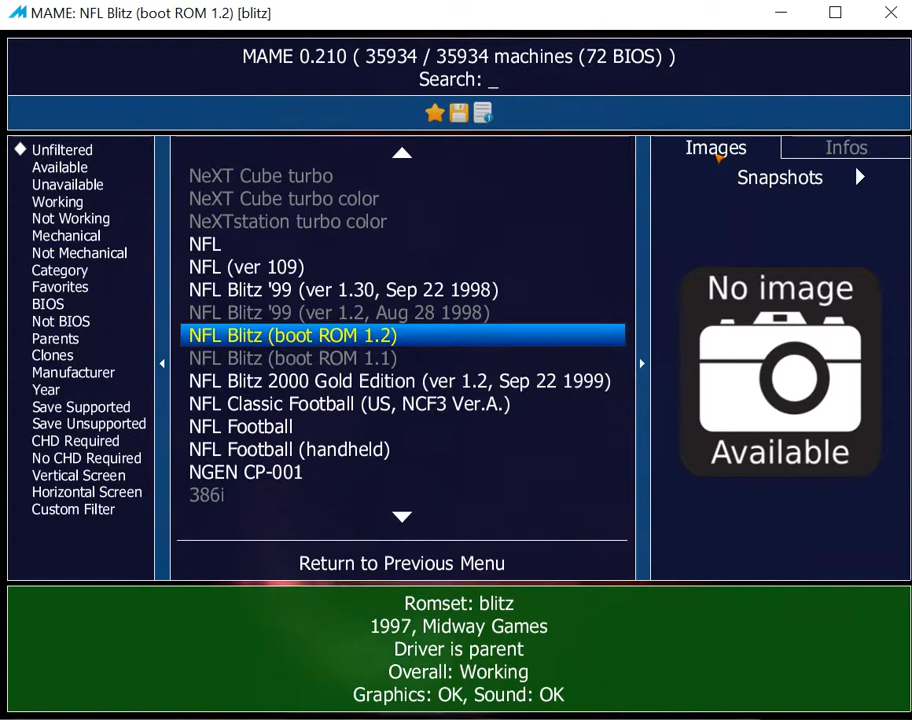 MAME: NFL Blitz (boot ROM 1.2) [blitz]
MAME 0.210 ( 35934 / 35934 machines (72 BIOS) )
Search: _
Unfiltered
Available
Unavailable
Working
Not Working
Mechanical
Not Mechanical
Category
Favorites
BIOS
Not BIOS
Parents
Clones
Manufacturer
Year
Save Supported
Save Unsupported
CHD Required
No CHD Required
Vertical Screen
Horizontal Screen
Custom Filter
NeXT Cube turbo
NeXT Cube turbo color
NeXTstation turbo color
NFL
NFL (ver 109)
NFL Blitz '99 (ver 1.30, Sep 22 1998)
NFL Blitz '99 (ver 1.2, Aug 28 1998)
NFL Blitz (boot ROM 1.2)
NFL Blitz (boot ROM 1.1)
NFL Blitz 2000 Gold Edition (ver 1.2, Sep 22 1999)
NFL Classic Football (US, NCF3 Ver.A.)
NFL Football
NFL Football (handheld)
NGEN CP-001
386i
Return to Previous Menu
Images
Infos
Snapshots
No image
Available
Romset: blitz
1997, Midway Games
Driver is parent
Overall: Working
Graphics: OK, Sound: OK